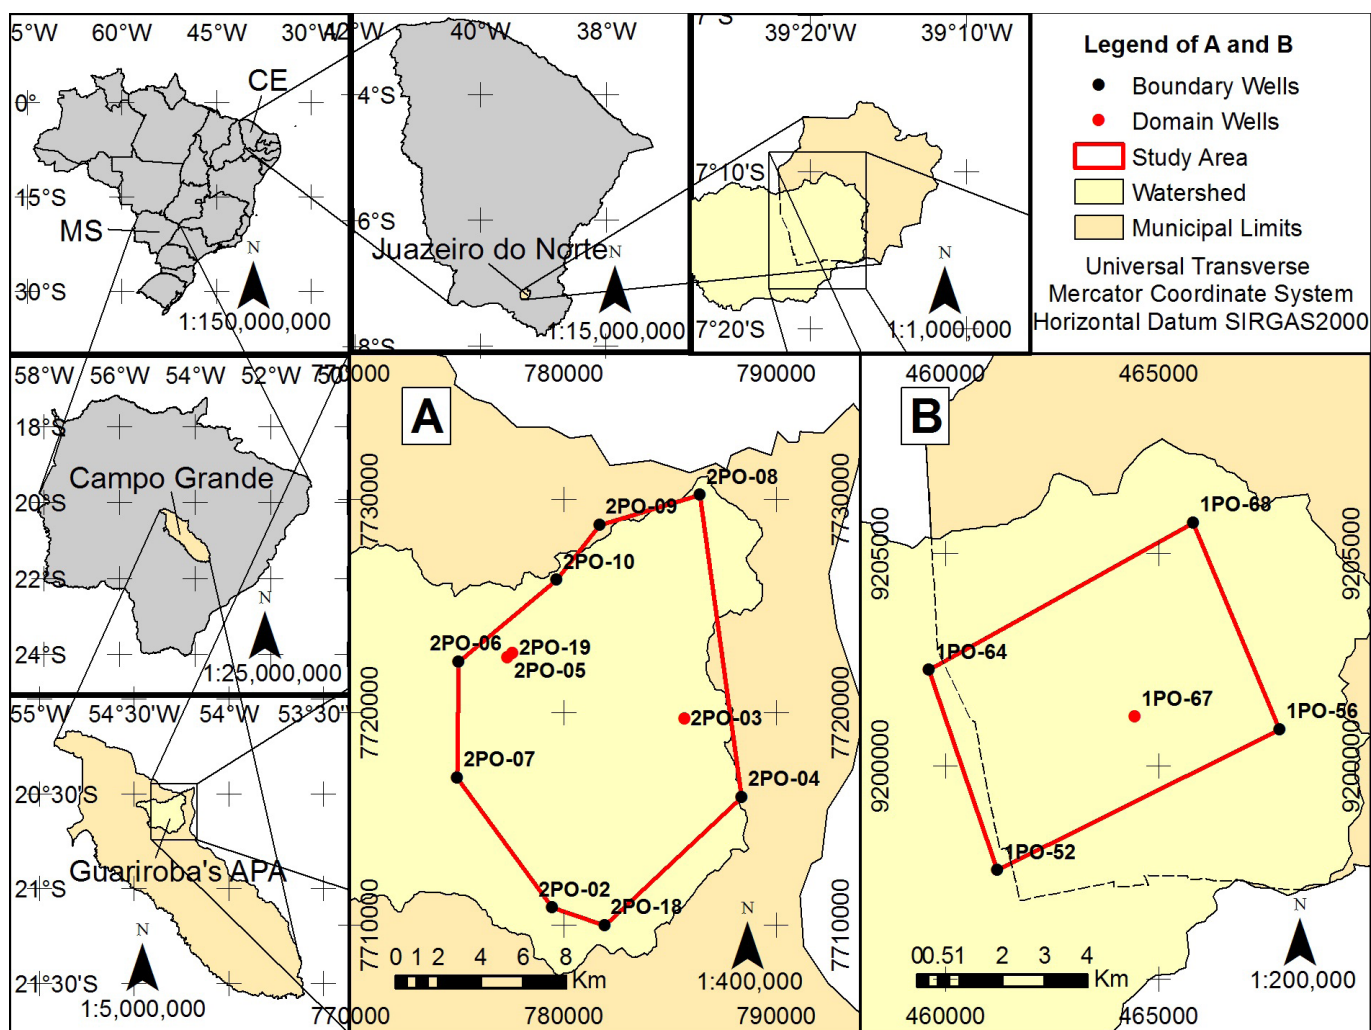 5°W 60°W 45°W 30°W
0°
CE
15°S
MS
30°S
N
1:150,000,000
42°W 40°W 38°W
4°S
6°S
Juazeiro do Norte
N
1:15,000,000
8°S
7°S
39°20'W 39°10'W
7°10'S
7°20'S
N
1:1,000,000
Legend of A and B
Boundary Wells
Domain Wells
Study Area
Watershed
Municipal Limits
Universal Transverse
Mercator Coordinate System
Horizontal Datum SIRGAS2000
58°W 56°W 54°W 52°W 50°
18°S
Campo Grande
20°S
22°S
24°S
N
1:25,000,000
55°W 54°30'W 54°W 53°30'
20°30'S
Guariroba's APA
21°S
21°30'S
N
1:5,000,000
770000 780000 790000
A
7730000
7730000
2PO-08
2PO-09
2PO-10
2PO-06
2PO-19
2PO-05
7720000
7720000
2PO-03
2PO-07
2PO-04
2PO-02
2PO-18
7710000
7710000
0 1 2 4 6 8
Km
N
1:400,000
770000 780000 790000
460000 465000
B
9205000
9205000
1PO-68
1PO-64
1PO-67
1PO-56
9200000
9200000
1PO-52
00.51 2 3 4
Km
N
1:200,000
460000 465000